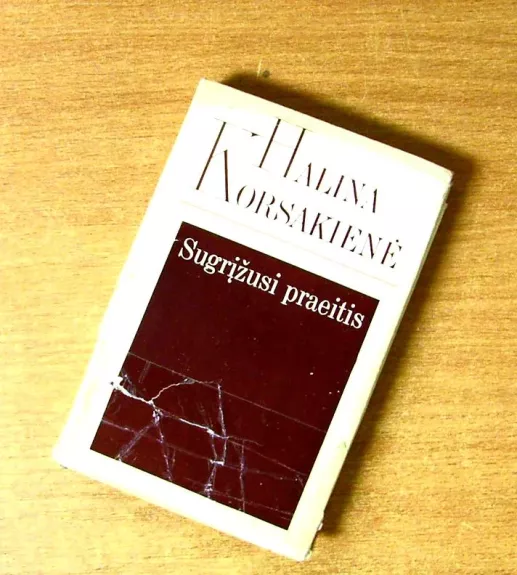 HALINA
KORSAKIENĖ
Sugrįžusi praeitis